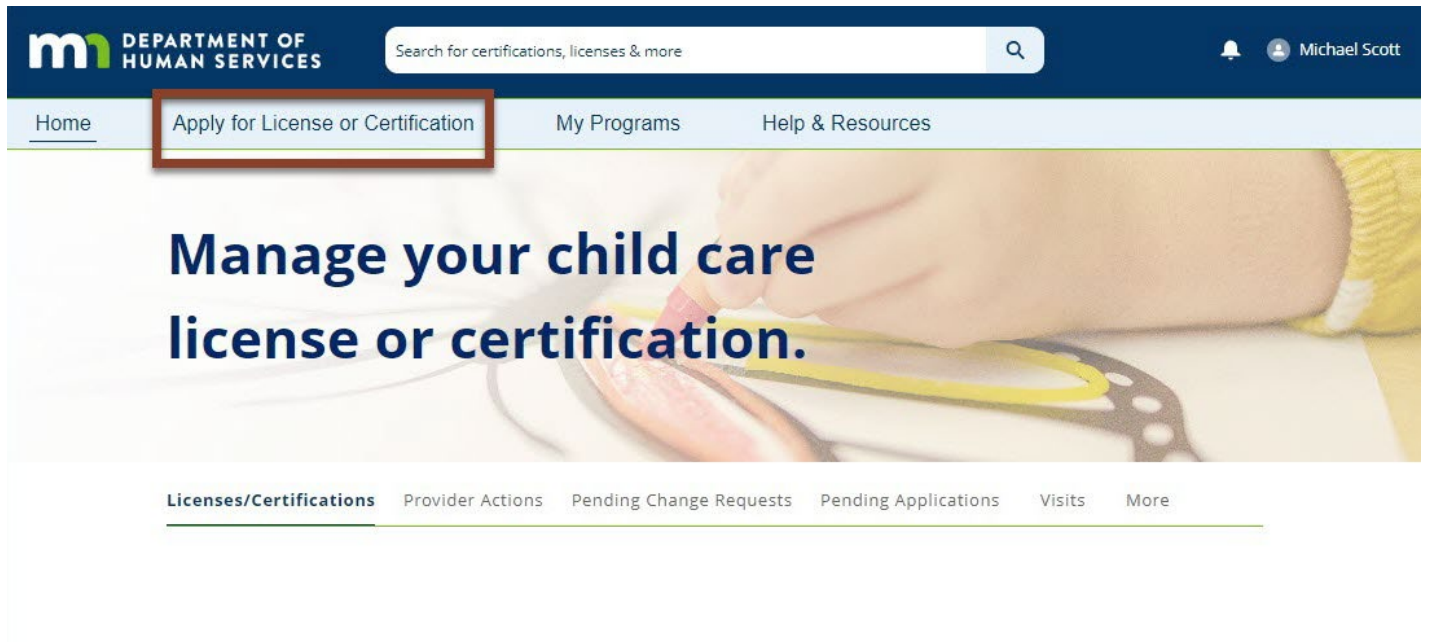 DEPARTMENT OF
HUMAN SERVICES
Search for certifications, licenses & more
Michael Scott
Home Apply for License or Certification My Programs Help & Resources
Manage your child care
license or certification.
Licenses/Certifications Provider Actions Pending Change Requests Pending Applications Visits More